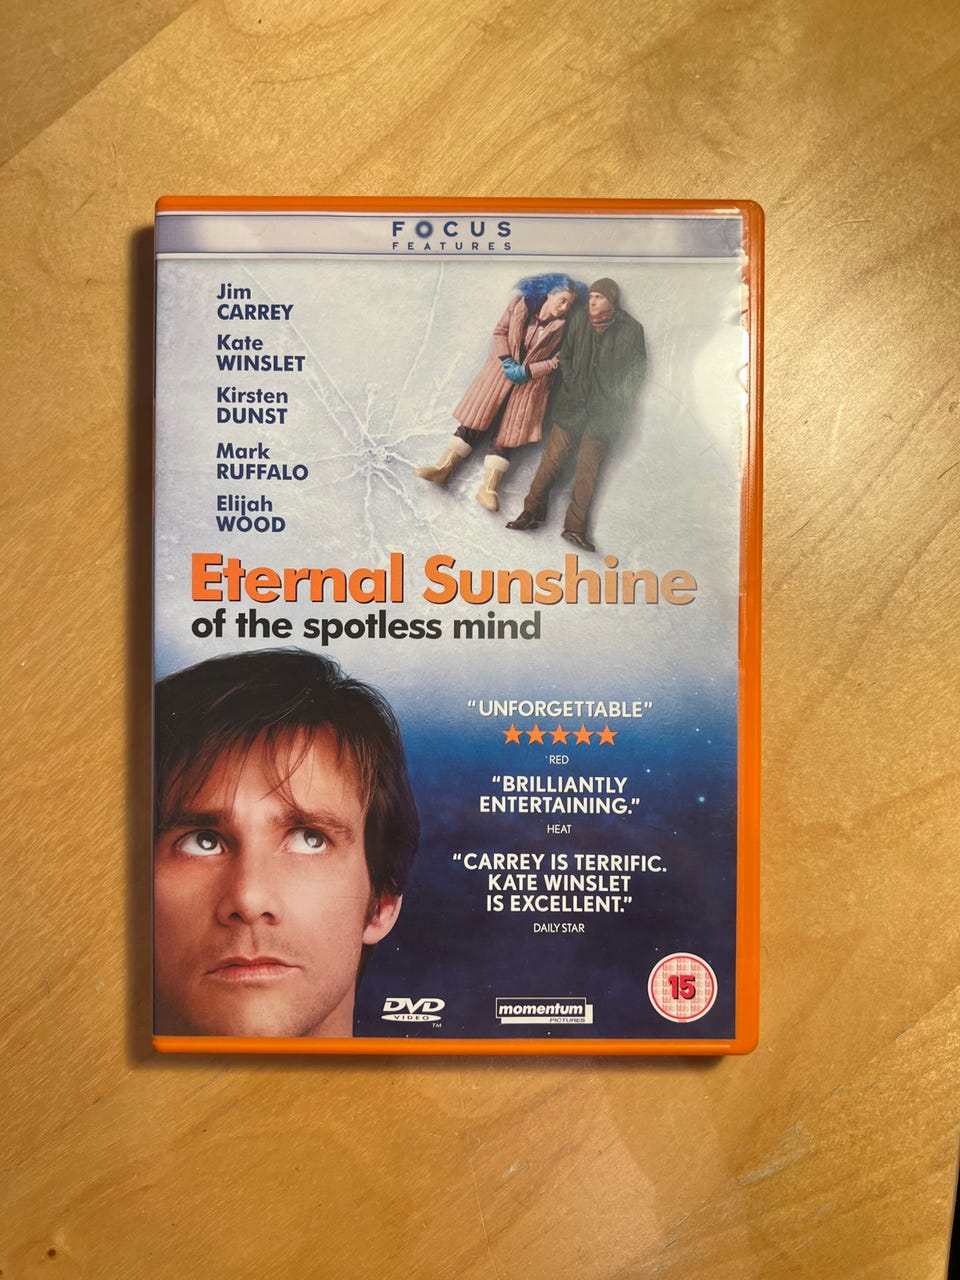 FOCUS
FEATURES
Jim
CARREY
Kate
WINSLET
Kirsten
DUNST
Mark
RUFFALO
Elijah
WOOD
Eternal Sunshine
of the spotless mind
“UNFORGETTABLE”
RED
“BRILLIANTLY
ENTERTAINING.”
HEAT
“CARREY IS TERRIFIC.
KATE WINSLET
IS EXCELLENT.”
DAILY STAR
DVD
VIDEO
TM
momentum
PICTURES
15